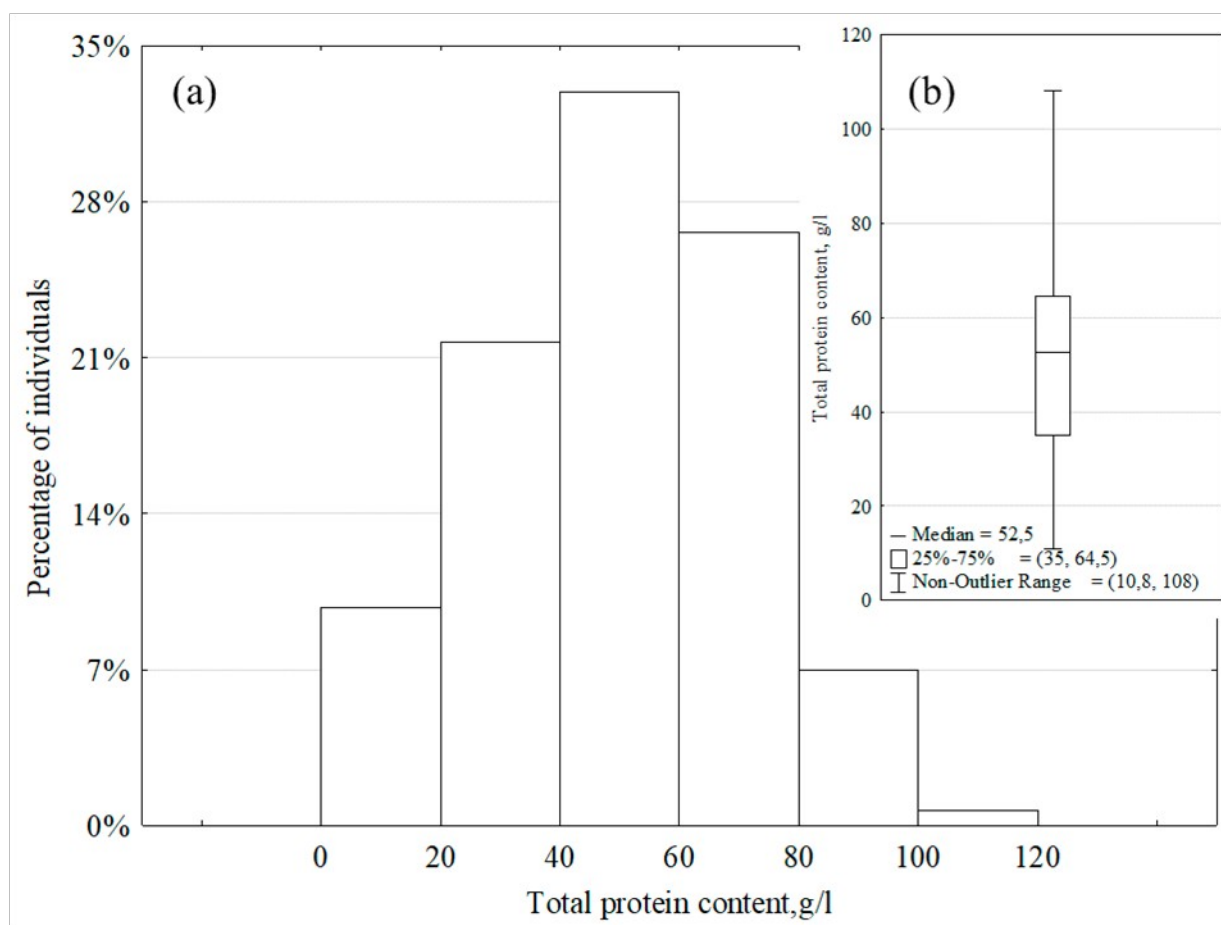 35%
(a)
28%
21%
14%
7%
0%
Percentage of individuals
0 20 40 60 80 100 120
Total protein content,g/l
(b)
120
100
80
60
40
20
0
Total protein content, g/l
Median = 52,5
25%-75% = (35, 64,5)
Non-Outlier Range = (10,8, 108)